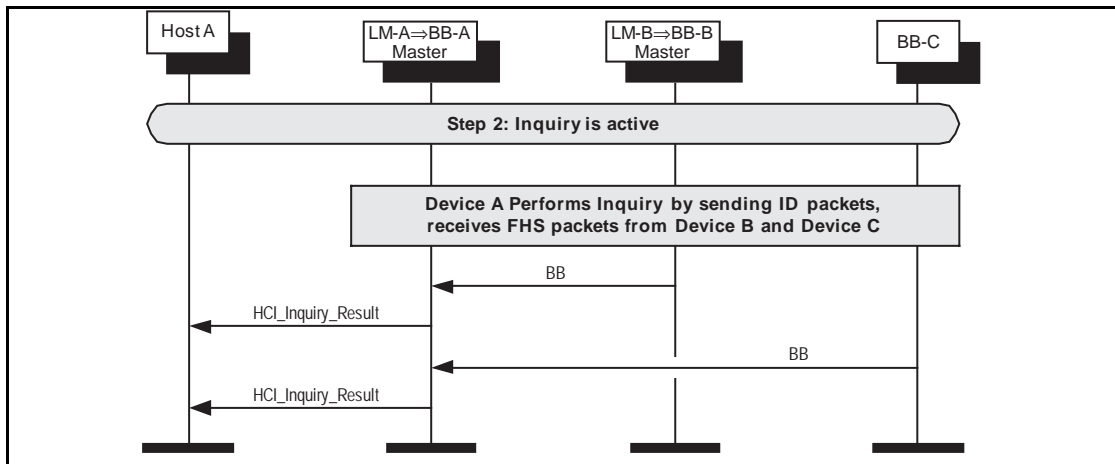 Host A
LM-A⇒BB-A
Master
LM-B⇒BB-B
Master
BB-C
Step 2: Inquiry is active
Device A Performs Inquiry by sending ID packets,
receives FHS packets from Device B and Device C
BB
HCI_Inquiry_Result
BB
HCI_Inquiry_Result